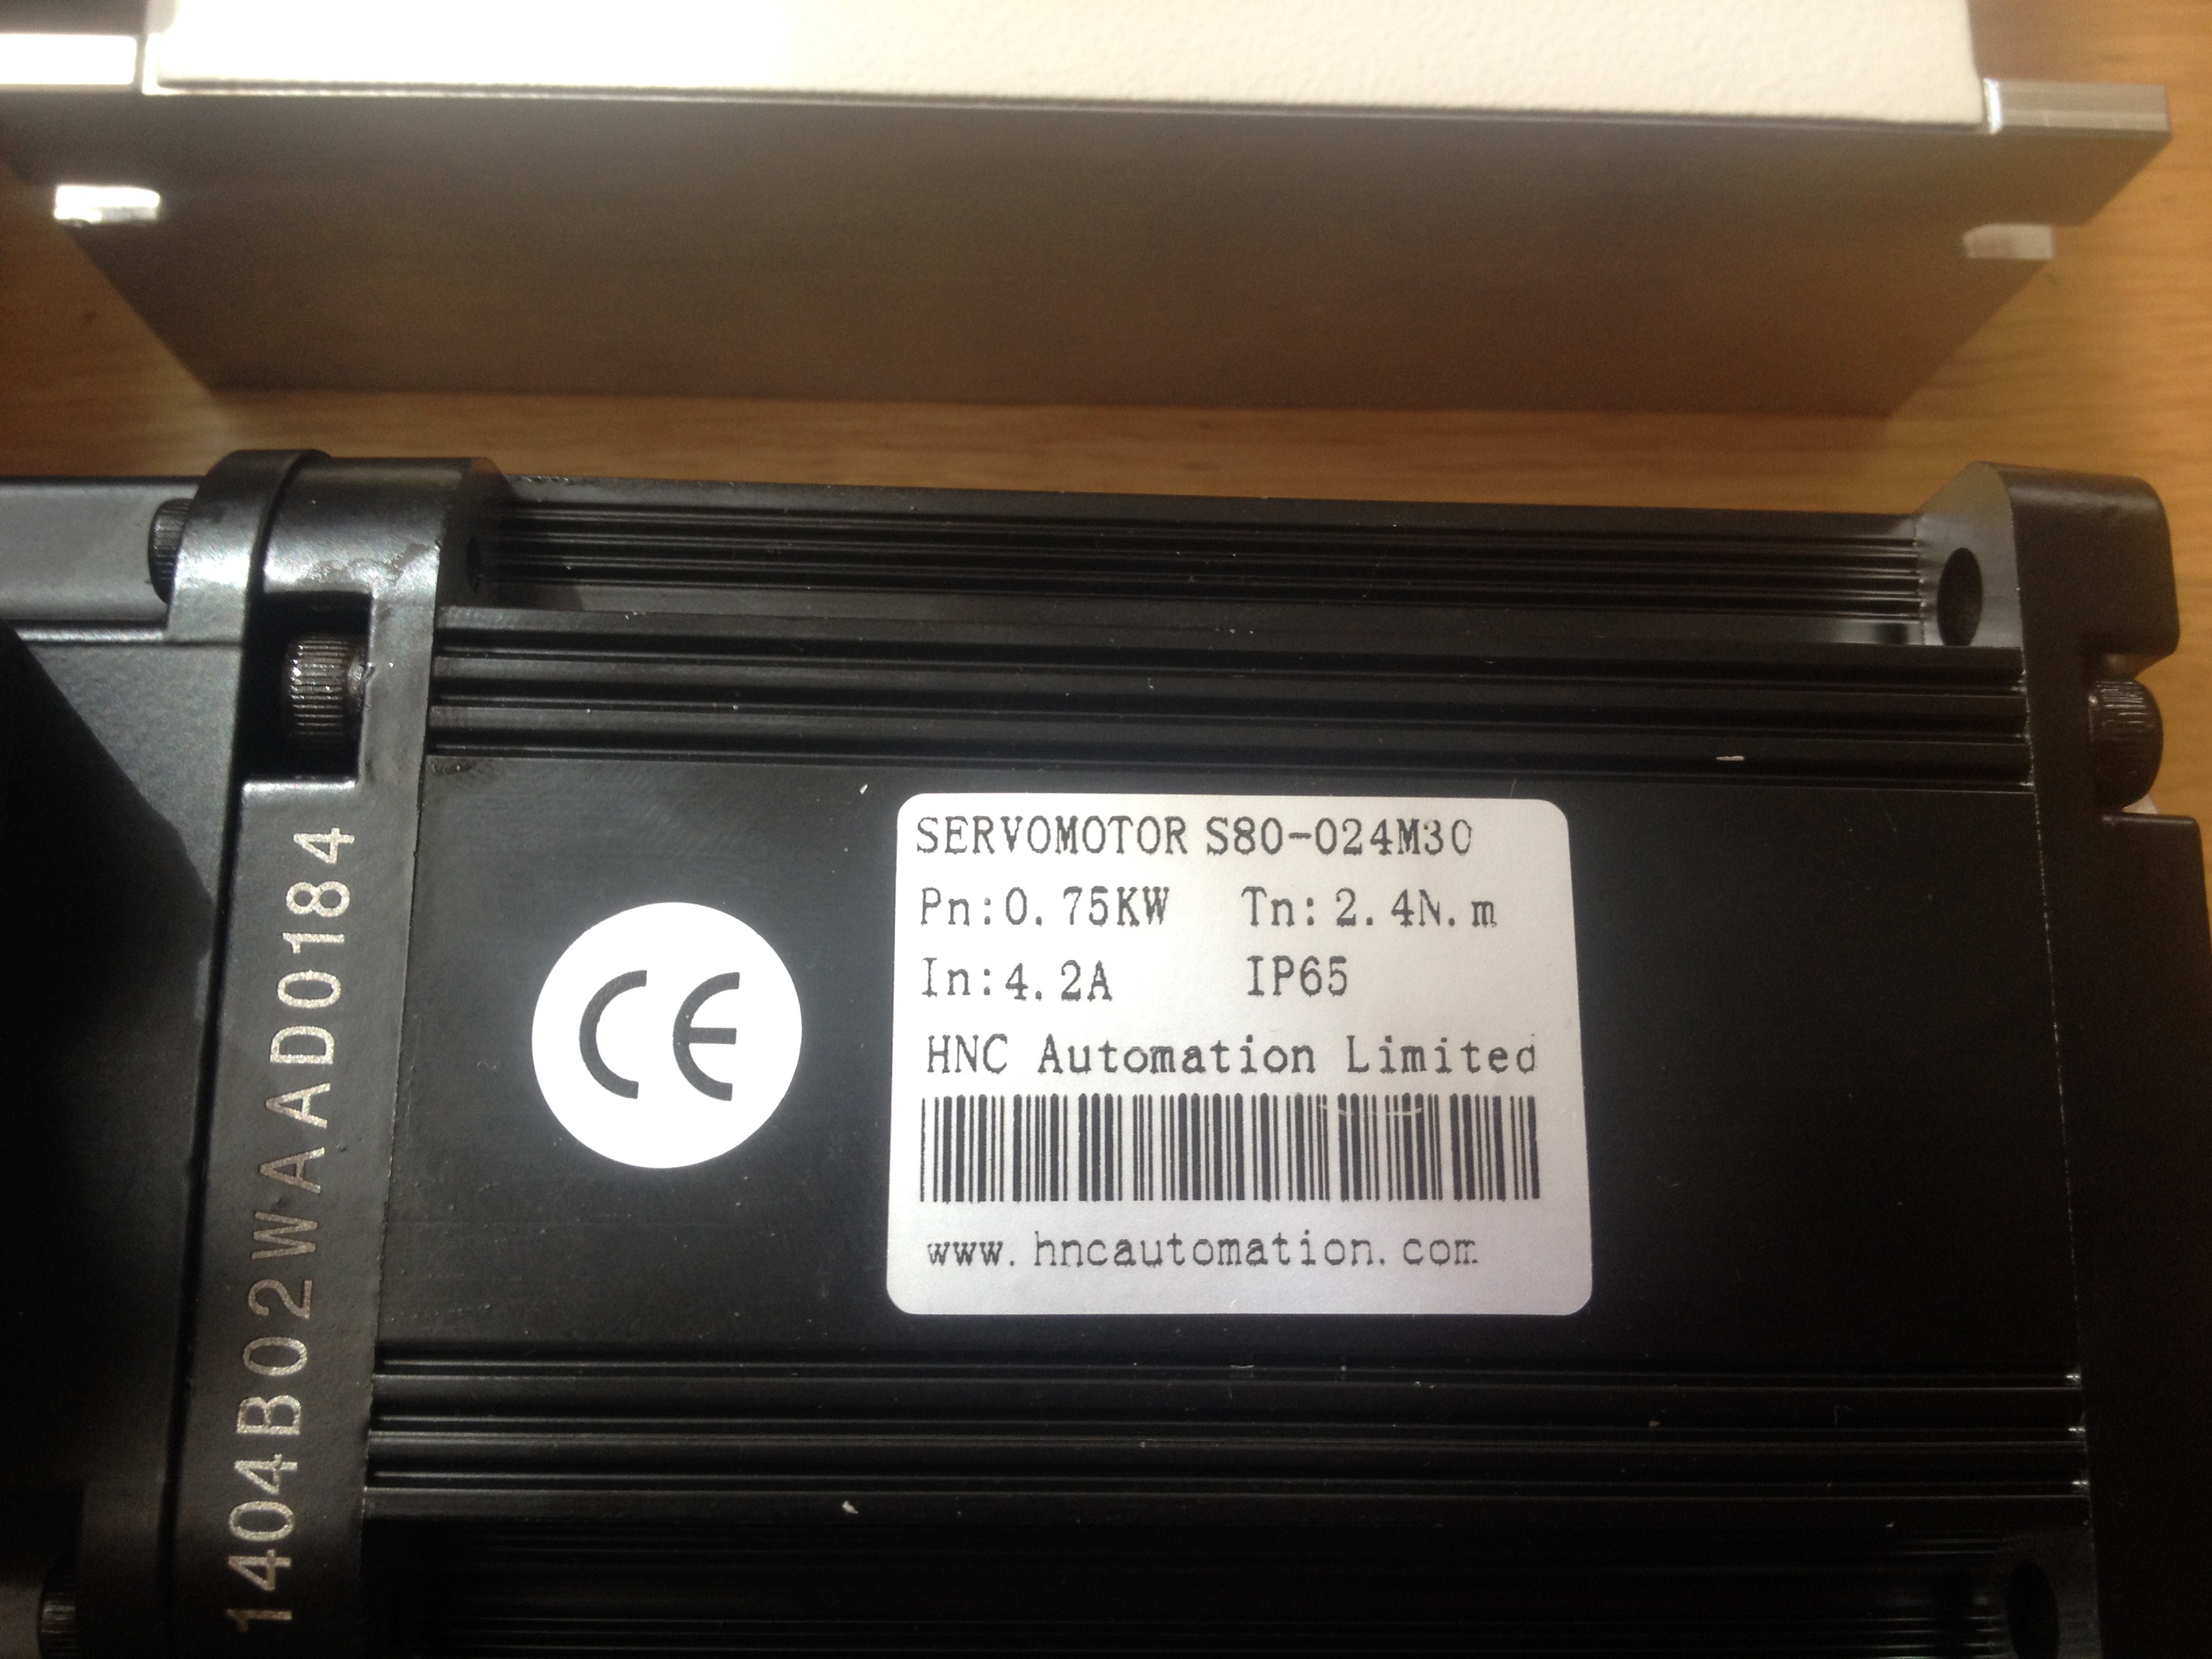 SERVOMOTOR S80-024M30
Pn:0.75KW Tn:2.4N.m
In:4.2A IP65
HNC Automation Limited
www.hncautomation.com
CE
1404B02WAAD0184